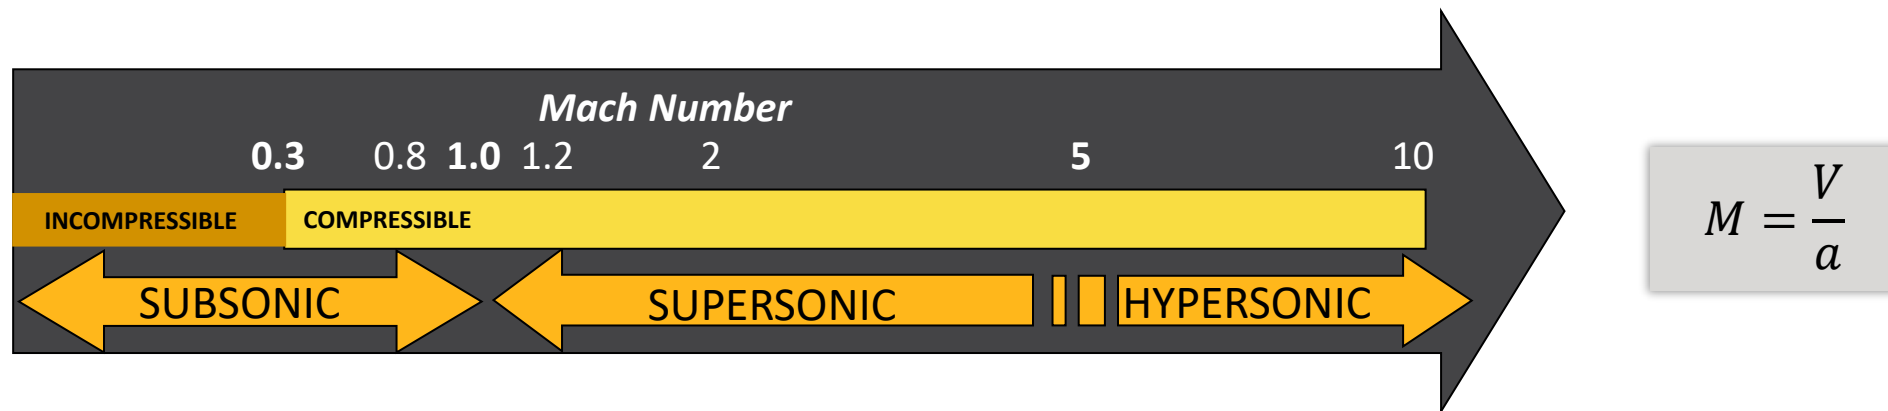 Mach Number
0.3 0.8 1.0 1.2 2 5 10
INCOMPRESSIBLE COMPRESSIBLE
SUBSONIC SUPERSONIC HYPERSONIC
M = V/a